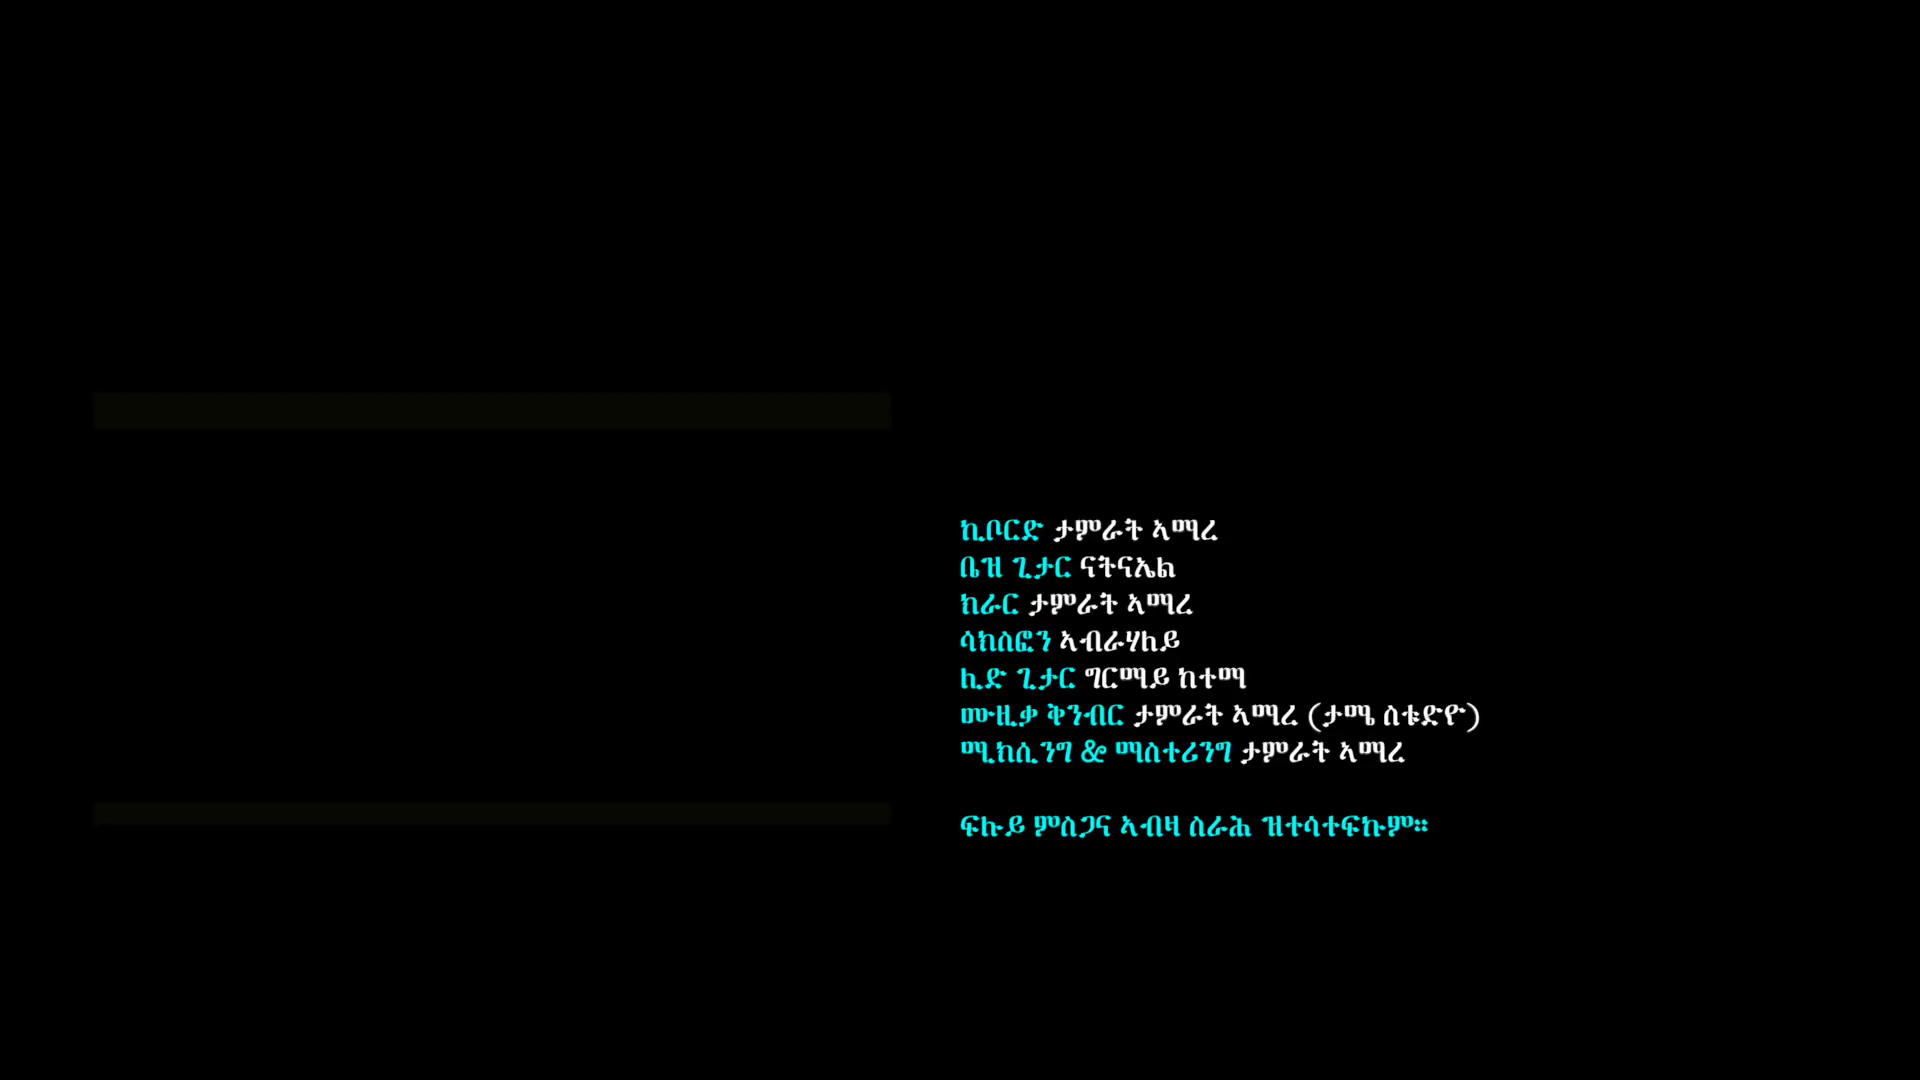 ኪቦርድ ታምራት ኣማረ
ቤዝ ጊታር ናትናኤል
ክራር ታምራት ኣማረ
ሳክስፎን ኣብራሃለይ
ሊድ ጊታር ግርማይ ከተማ
ሙዚቃ ቅንብር ታምራት ኣማረ (ታሜ ስቱድዮ)
ሚክሲንግ & ማስተሪንግ ታምራት ኣማረ
ፍሉይ ምስጋና ኣብዛ ስራሕ ዝተሳተፍኩም።